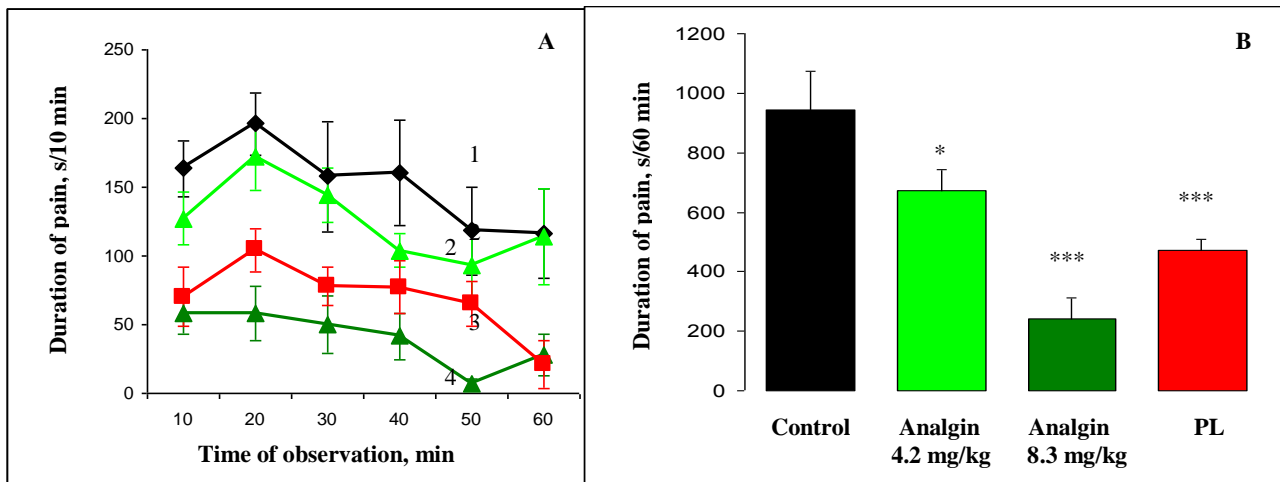 A
Duration of pain, s/10 min
250
200
150
100
50
0
1
2
3
4
10 20 30 40 50 60
Time of observation, min
B
Duration of pain, s/60 min
1200
1000
800
600
400
200
0
*
***
***
Control Analgin Analgin PL
4.2 mg/kg 8.3 mg/kg